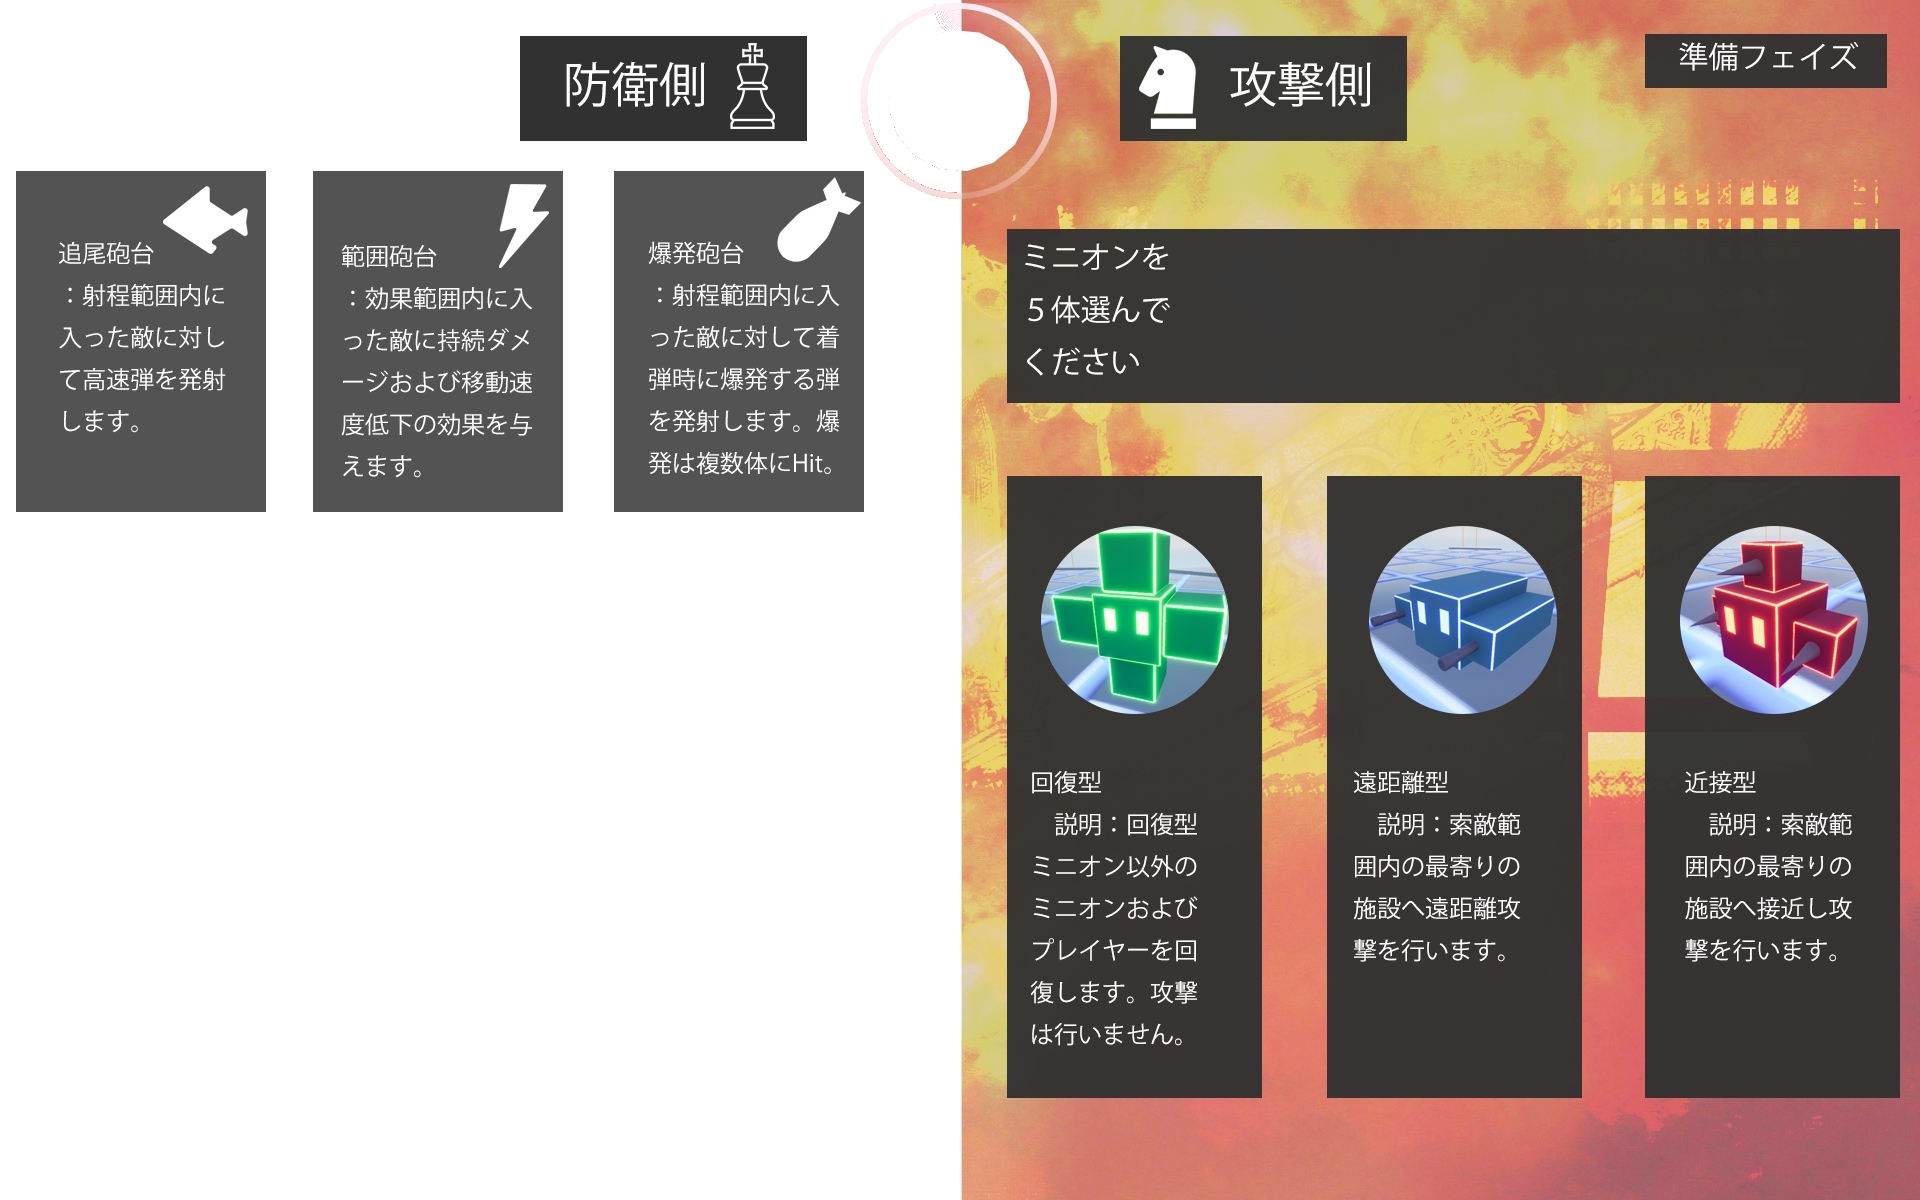 防衛側
攻撃側
準備フェイズ
追尾砲台
：射程範囲内に
入った敵に対し
て高速弾を発射
します。
範囲砲台
：効果範囲内に入
った敵に持続ダメ
ージおよび移動速
度低下の効果を与
えます。
爆発砲台
：射程範囲内に入
った敵に対して着
弾時に爆発する弾
を発射します。爆
発は複数体にHit。
ミニオンを
５体選んで
ください
回復型
　説明：回復型
ミニオン以外の
ミニオンおよび
プレイヤーを回
復します。攻撃
は行いません。
遠距離型
　説明：索敵範
囲内の最寄りの
施設へ遠距離攻
撃を行います。
近接型
　説明：索敵範
囲内の最寄りの
施設へ接近し攻
撃を行います。